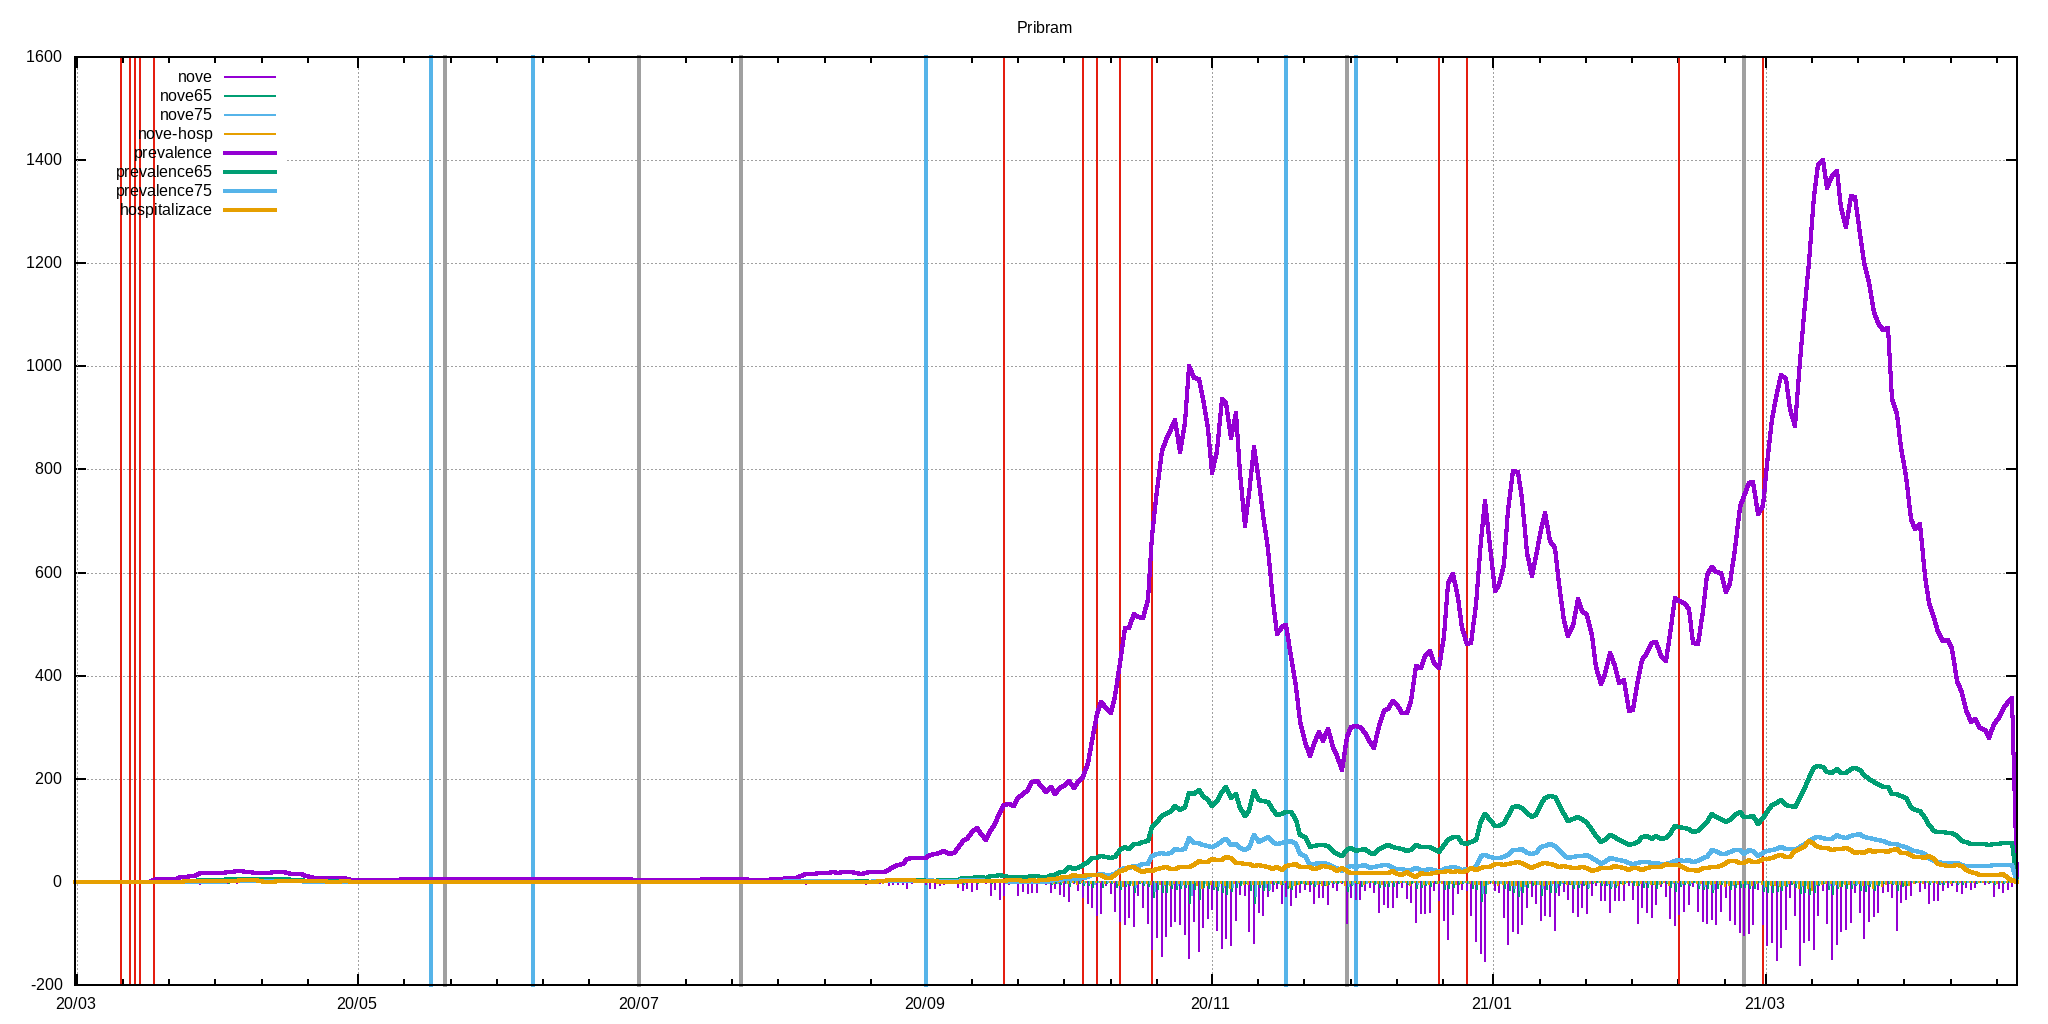 Pribram
1600
1400
1200
1000
800
600
400
200
0
-200
nove
nove65
nove75
nove-hosp
prevalence
prevalence65
prevalence75
hospitalizace
20/03 20/05 20/07 20/09 20/11 21/01 21/03